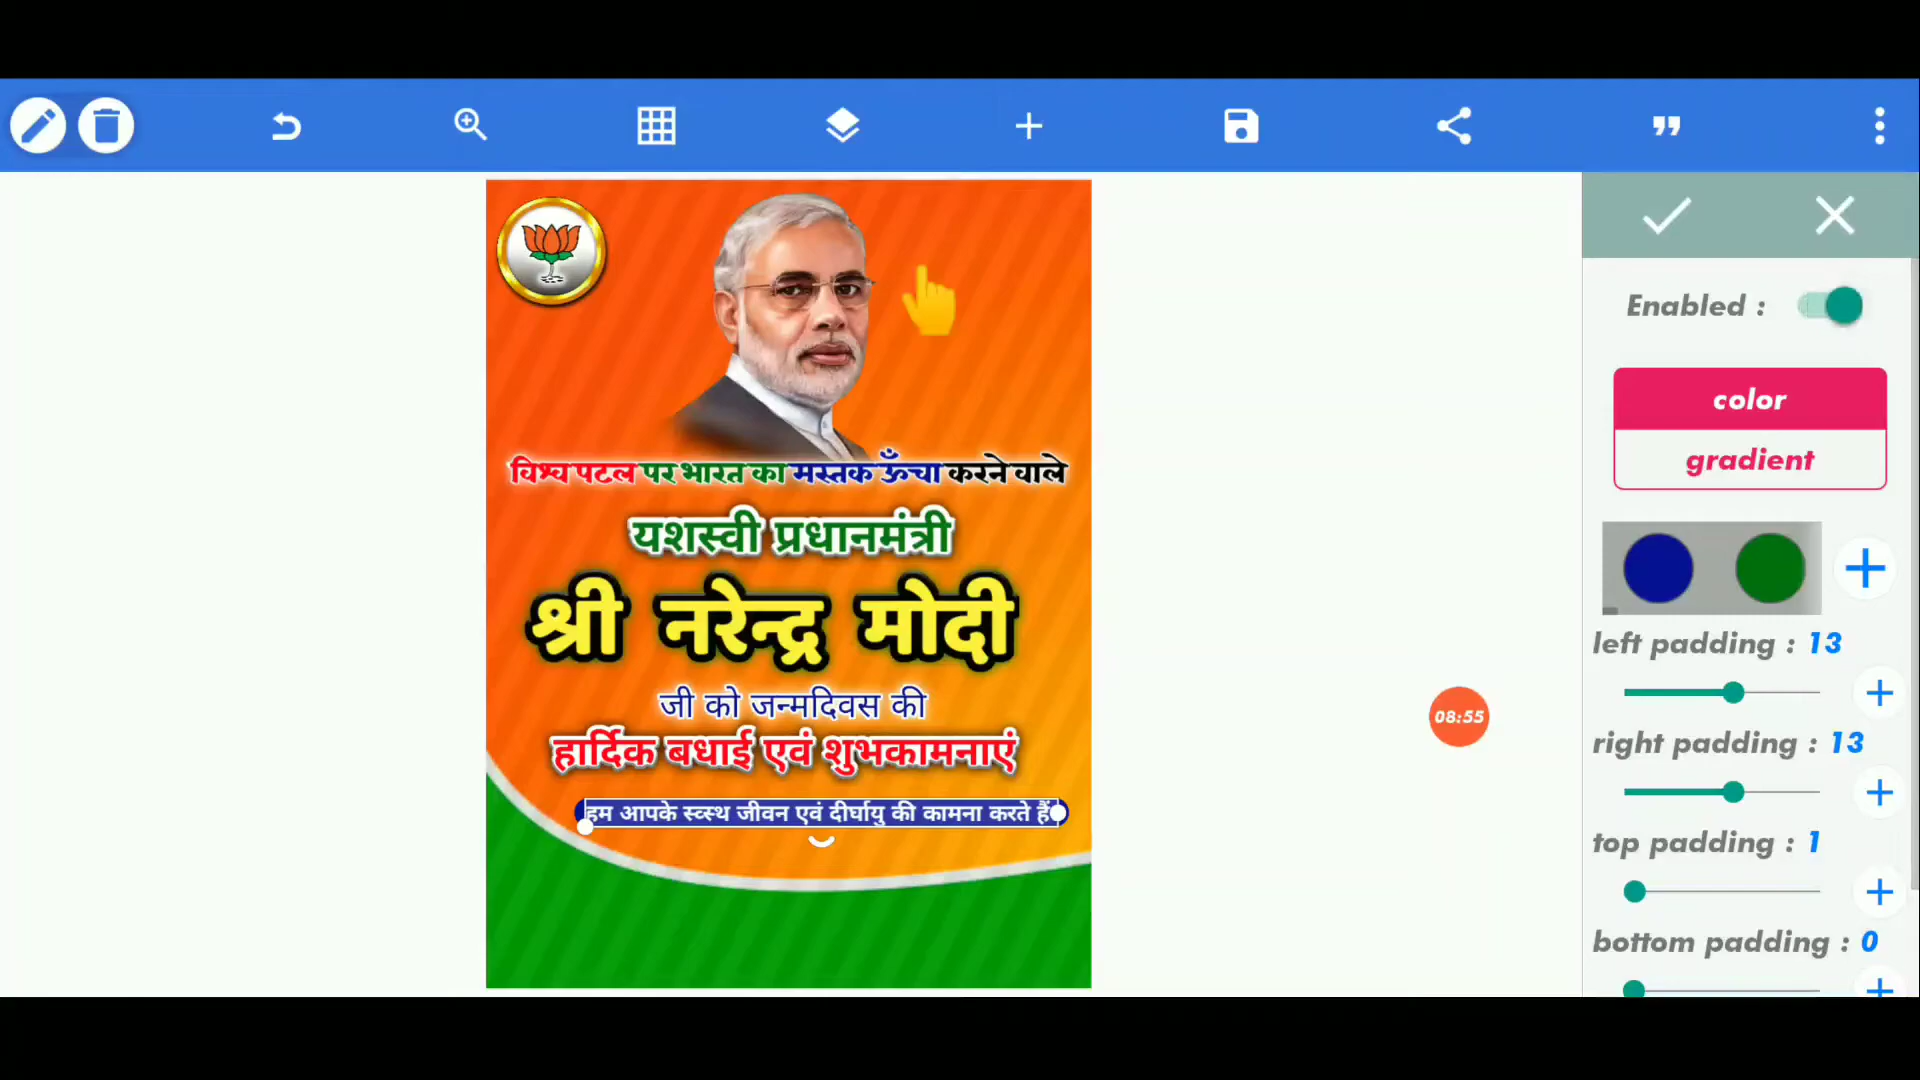 विश्व पटल पर भारत का मस्तक ऊँचा करने वाले
यशस्वी प्रधानमंत्री
श्री नरेन्द्र मोदी
जी को जन्मदिवस की
हार्दिक बधाई एवं शुभकामनाएं
हम आपके स्वस्थ जीवन एवं दीर्घायु की कामना करते हैं
Enabled :
color
gradient
left padding : 13
right padding : 13
top padding : 1
bottom padding : 0
08:55